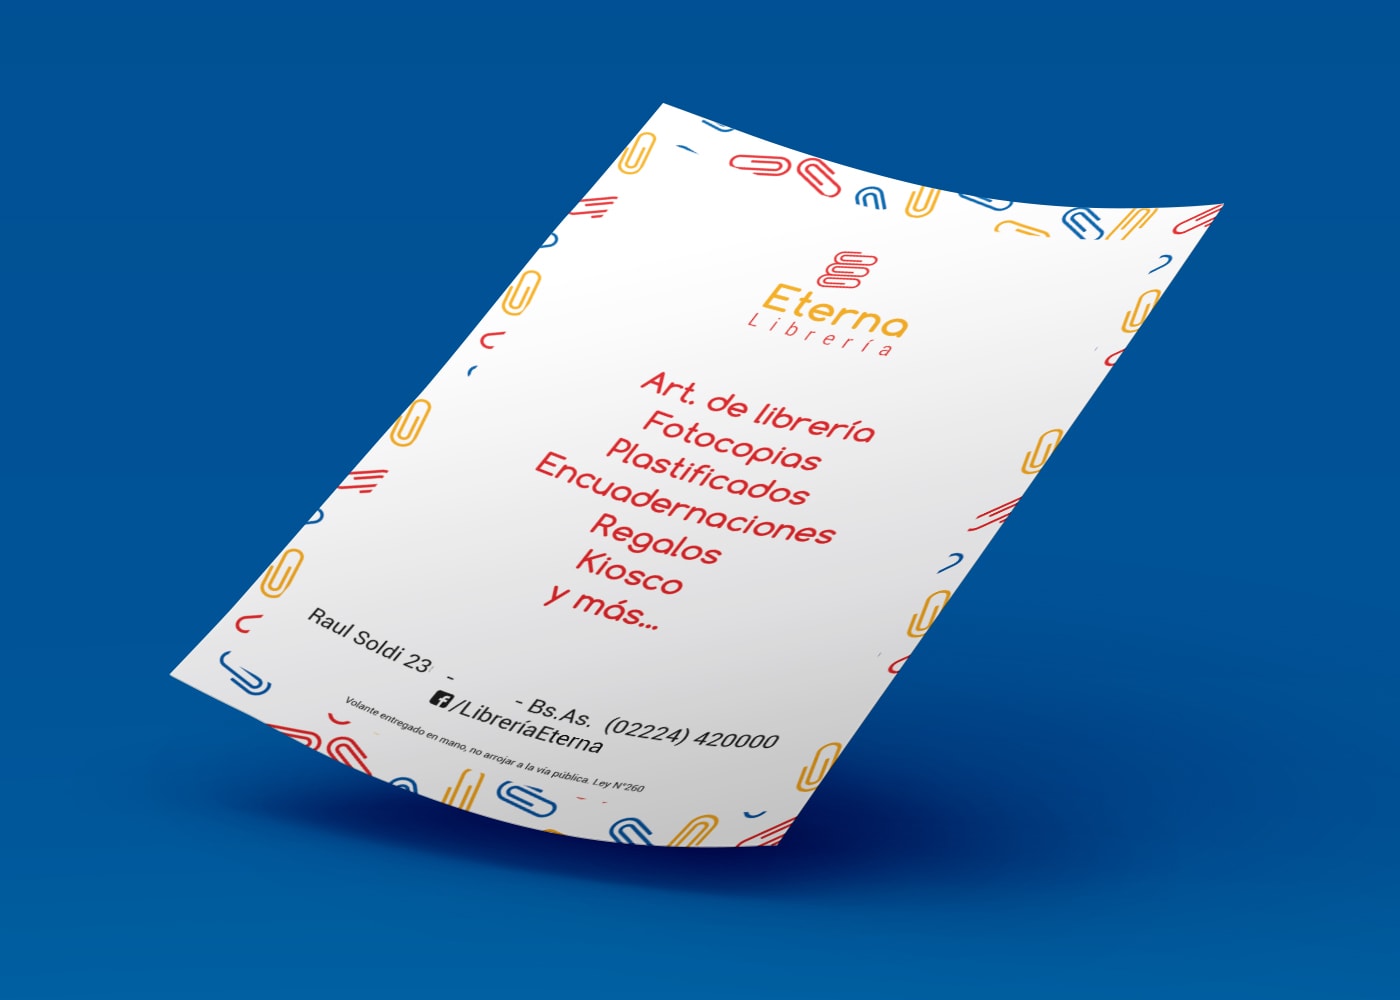 Eterna
Librería
Art. de librería
Fotocopias
Plastificados
Encuadernaciones
Regalos
Kiosco
y más...
Raul Soldi 23 - - Bs.As. (02224) 420000
/LibreríaEterna
Volante entregado en mano, no arrojar a la vía pública. Ley N°260